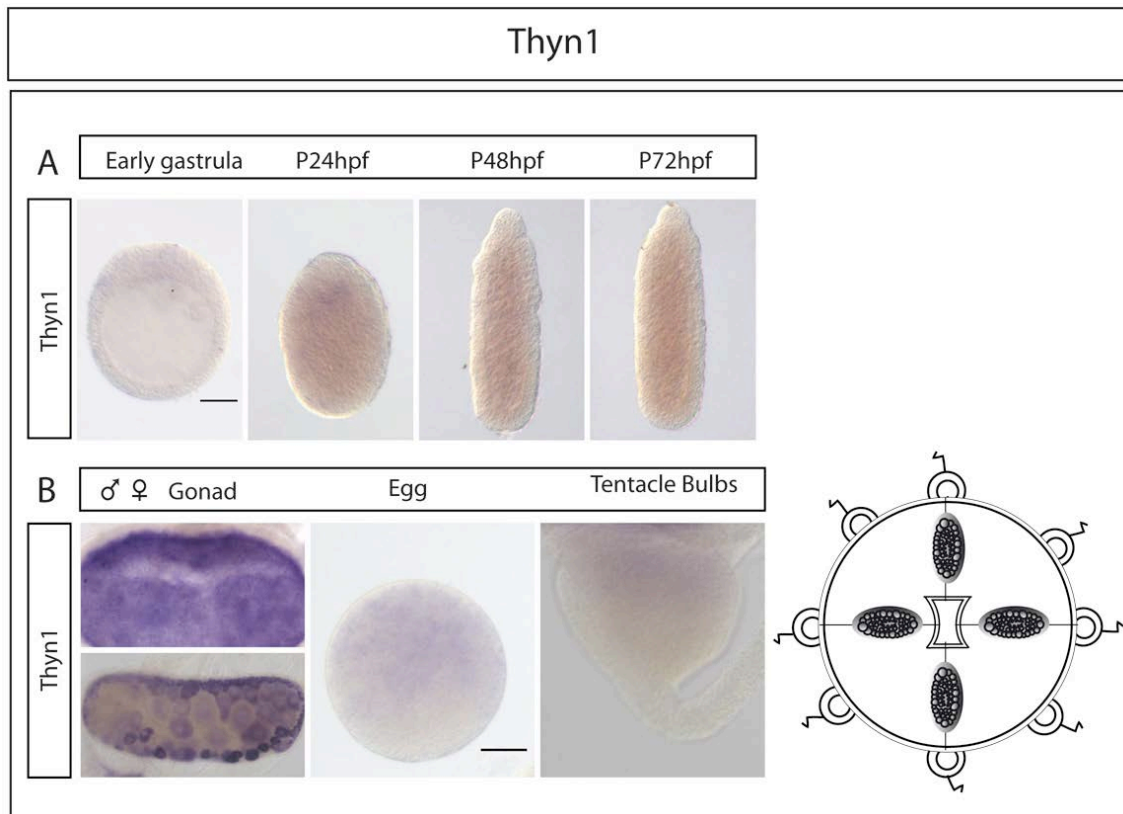 Thyn1
A
Early gastrula P24hpf P48hpf P72hpf
Thyn1
B
♂ ♀ Gonad Egg Tentacle Bulbs
Thyn1